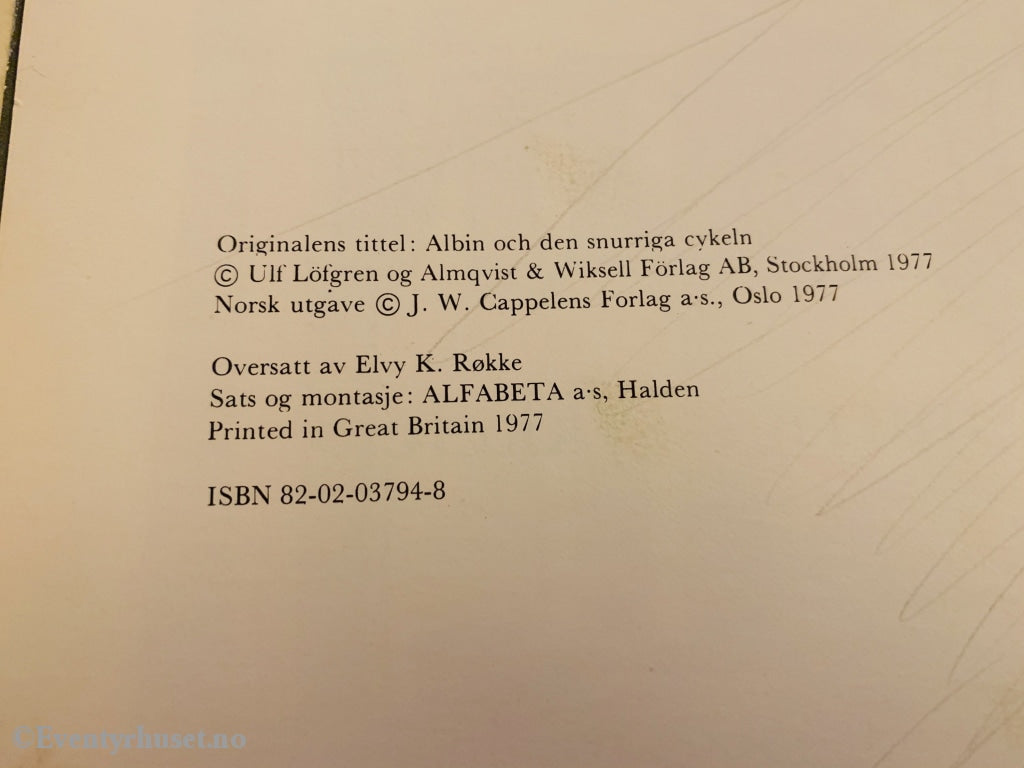 Originalens tittel: Albin och den snurriga cykeln
© Ulf Löfgren og Almqvist & Wiksell Förlag AB, Stockholm 1977
Norsk utgave © J. W. Cappelens Forlag a·s., Oslo 1977
Oversatt av Elvy K. Røkke
Sats og montasje: ALFABETA a·s, Halden
Printed in Great Britain 1977
ISBN 82-02-03794-8
©Eventyrhuset.no